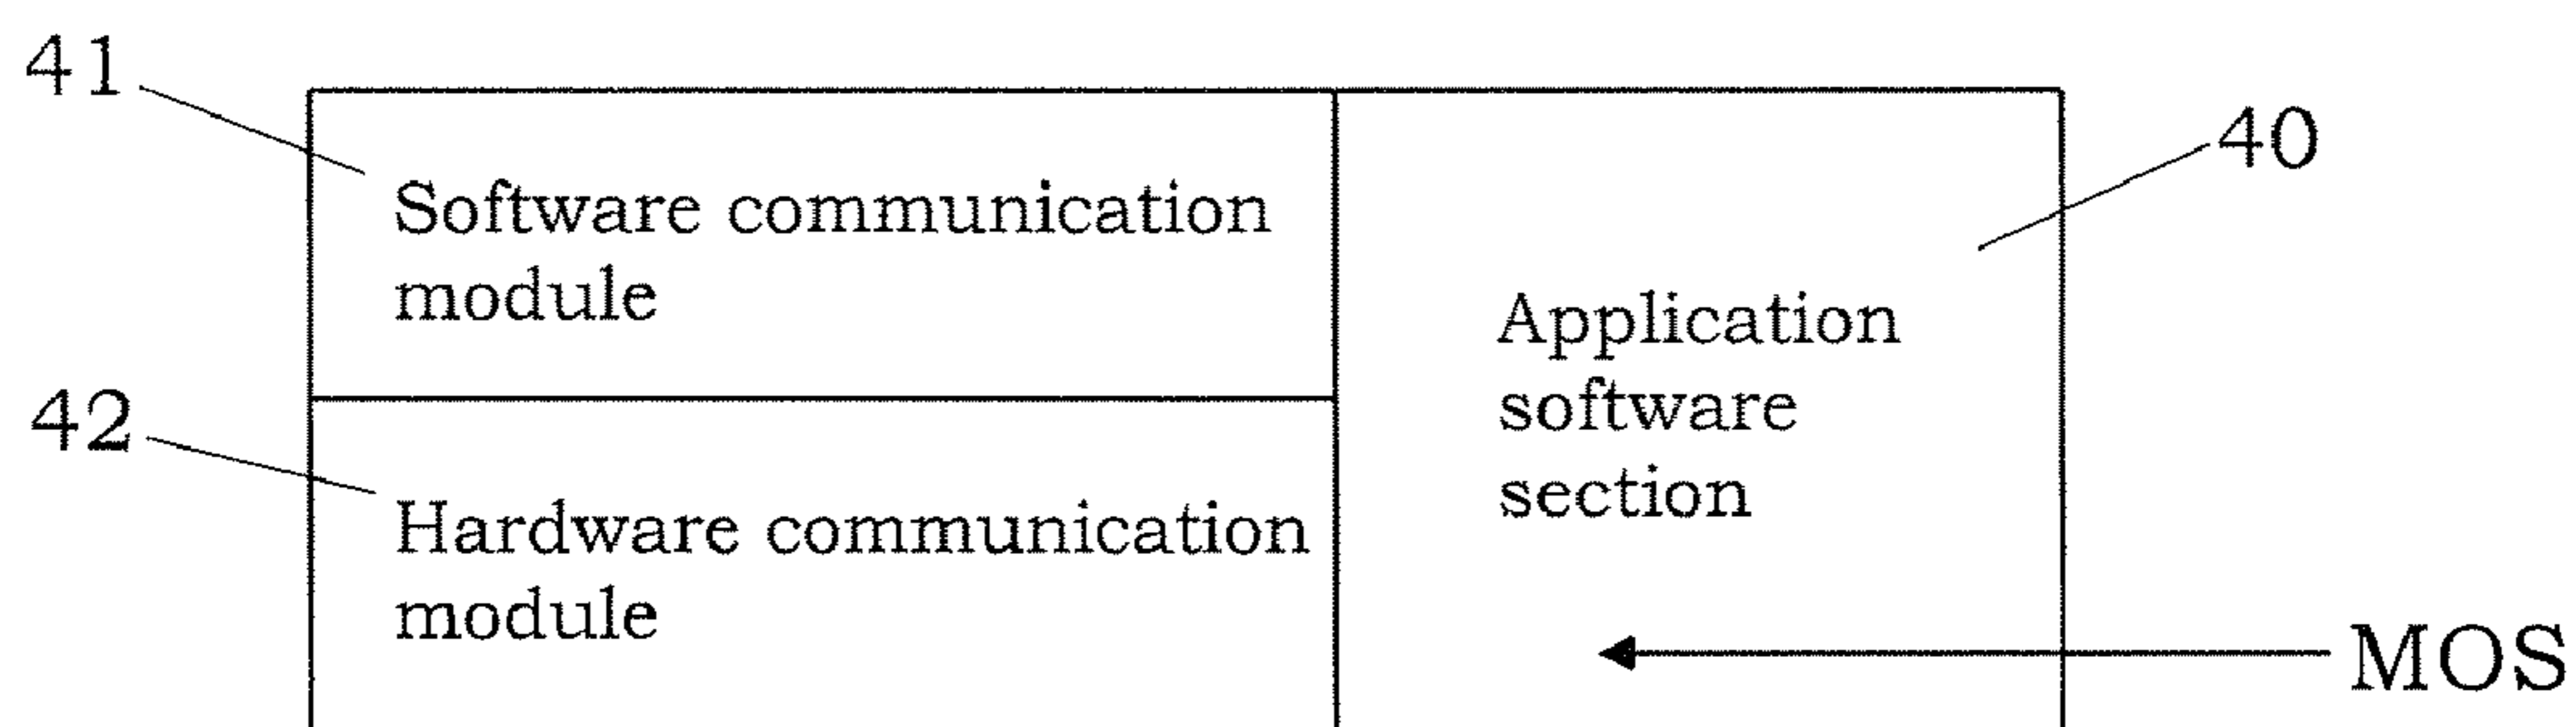 41
Software communication
module
42
Hardware communication
module
40
Application
software
section
MOS